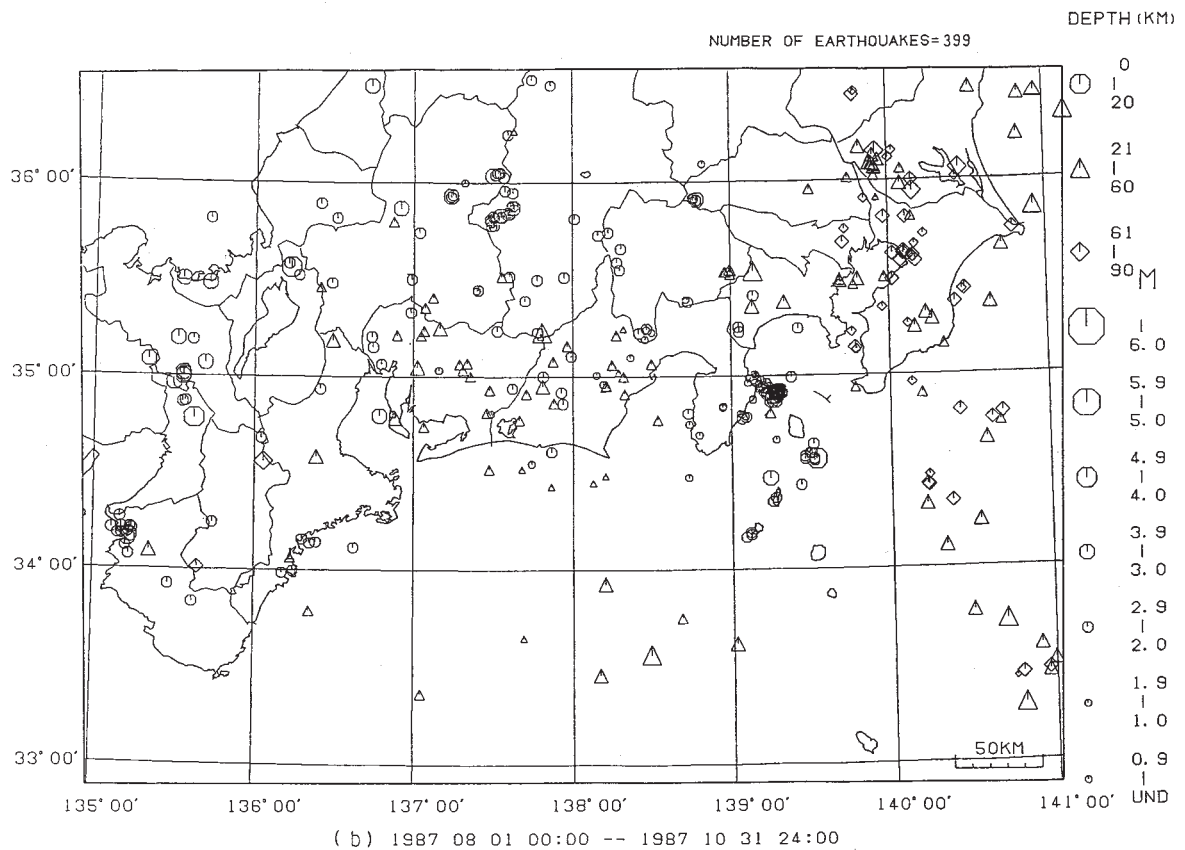 DEPTH (KM)
NUMBER OF EARTHQUAKES=399
0
I
20
21
I
60
61
I
90
M
I
6.0
5.9
I
5.0
4.9
I
4.0
3.9
I
3.0
2.9
I
2.0
1.9
I
1.0
0.9
I
UND
36°00'
35°00'
34°00'
33°00'
50KM
135°00'
136°00'
137°00'
138°00'
139°00'
140°00'
141°00'
(b) 1987 08 01 00:00 -- 1987 10 31 24:00